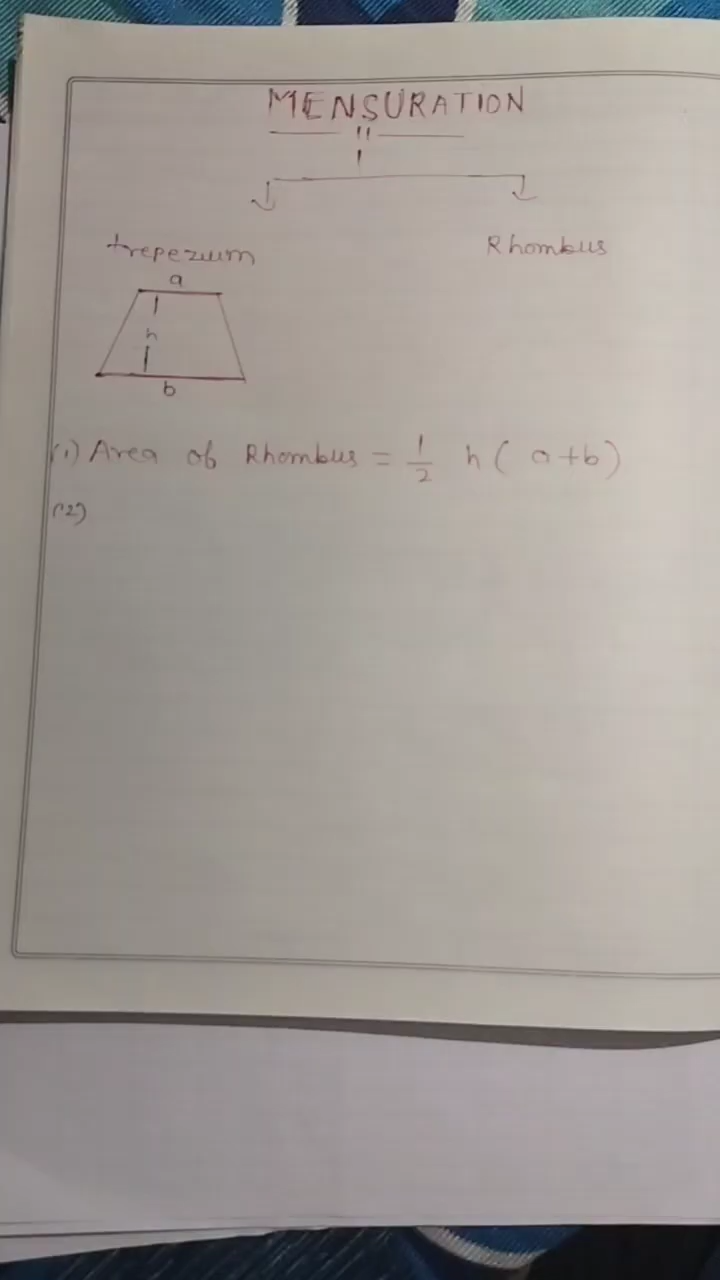 MENSURATION
trepezium Rhombus
a
h
b
(1) Area of Rhombus = 1/2 h ( a+b )
(2)